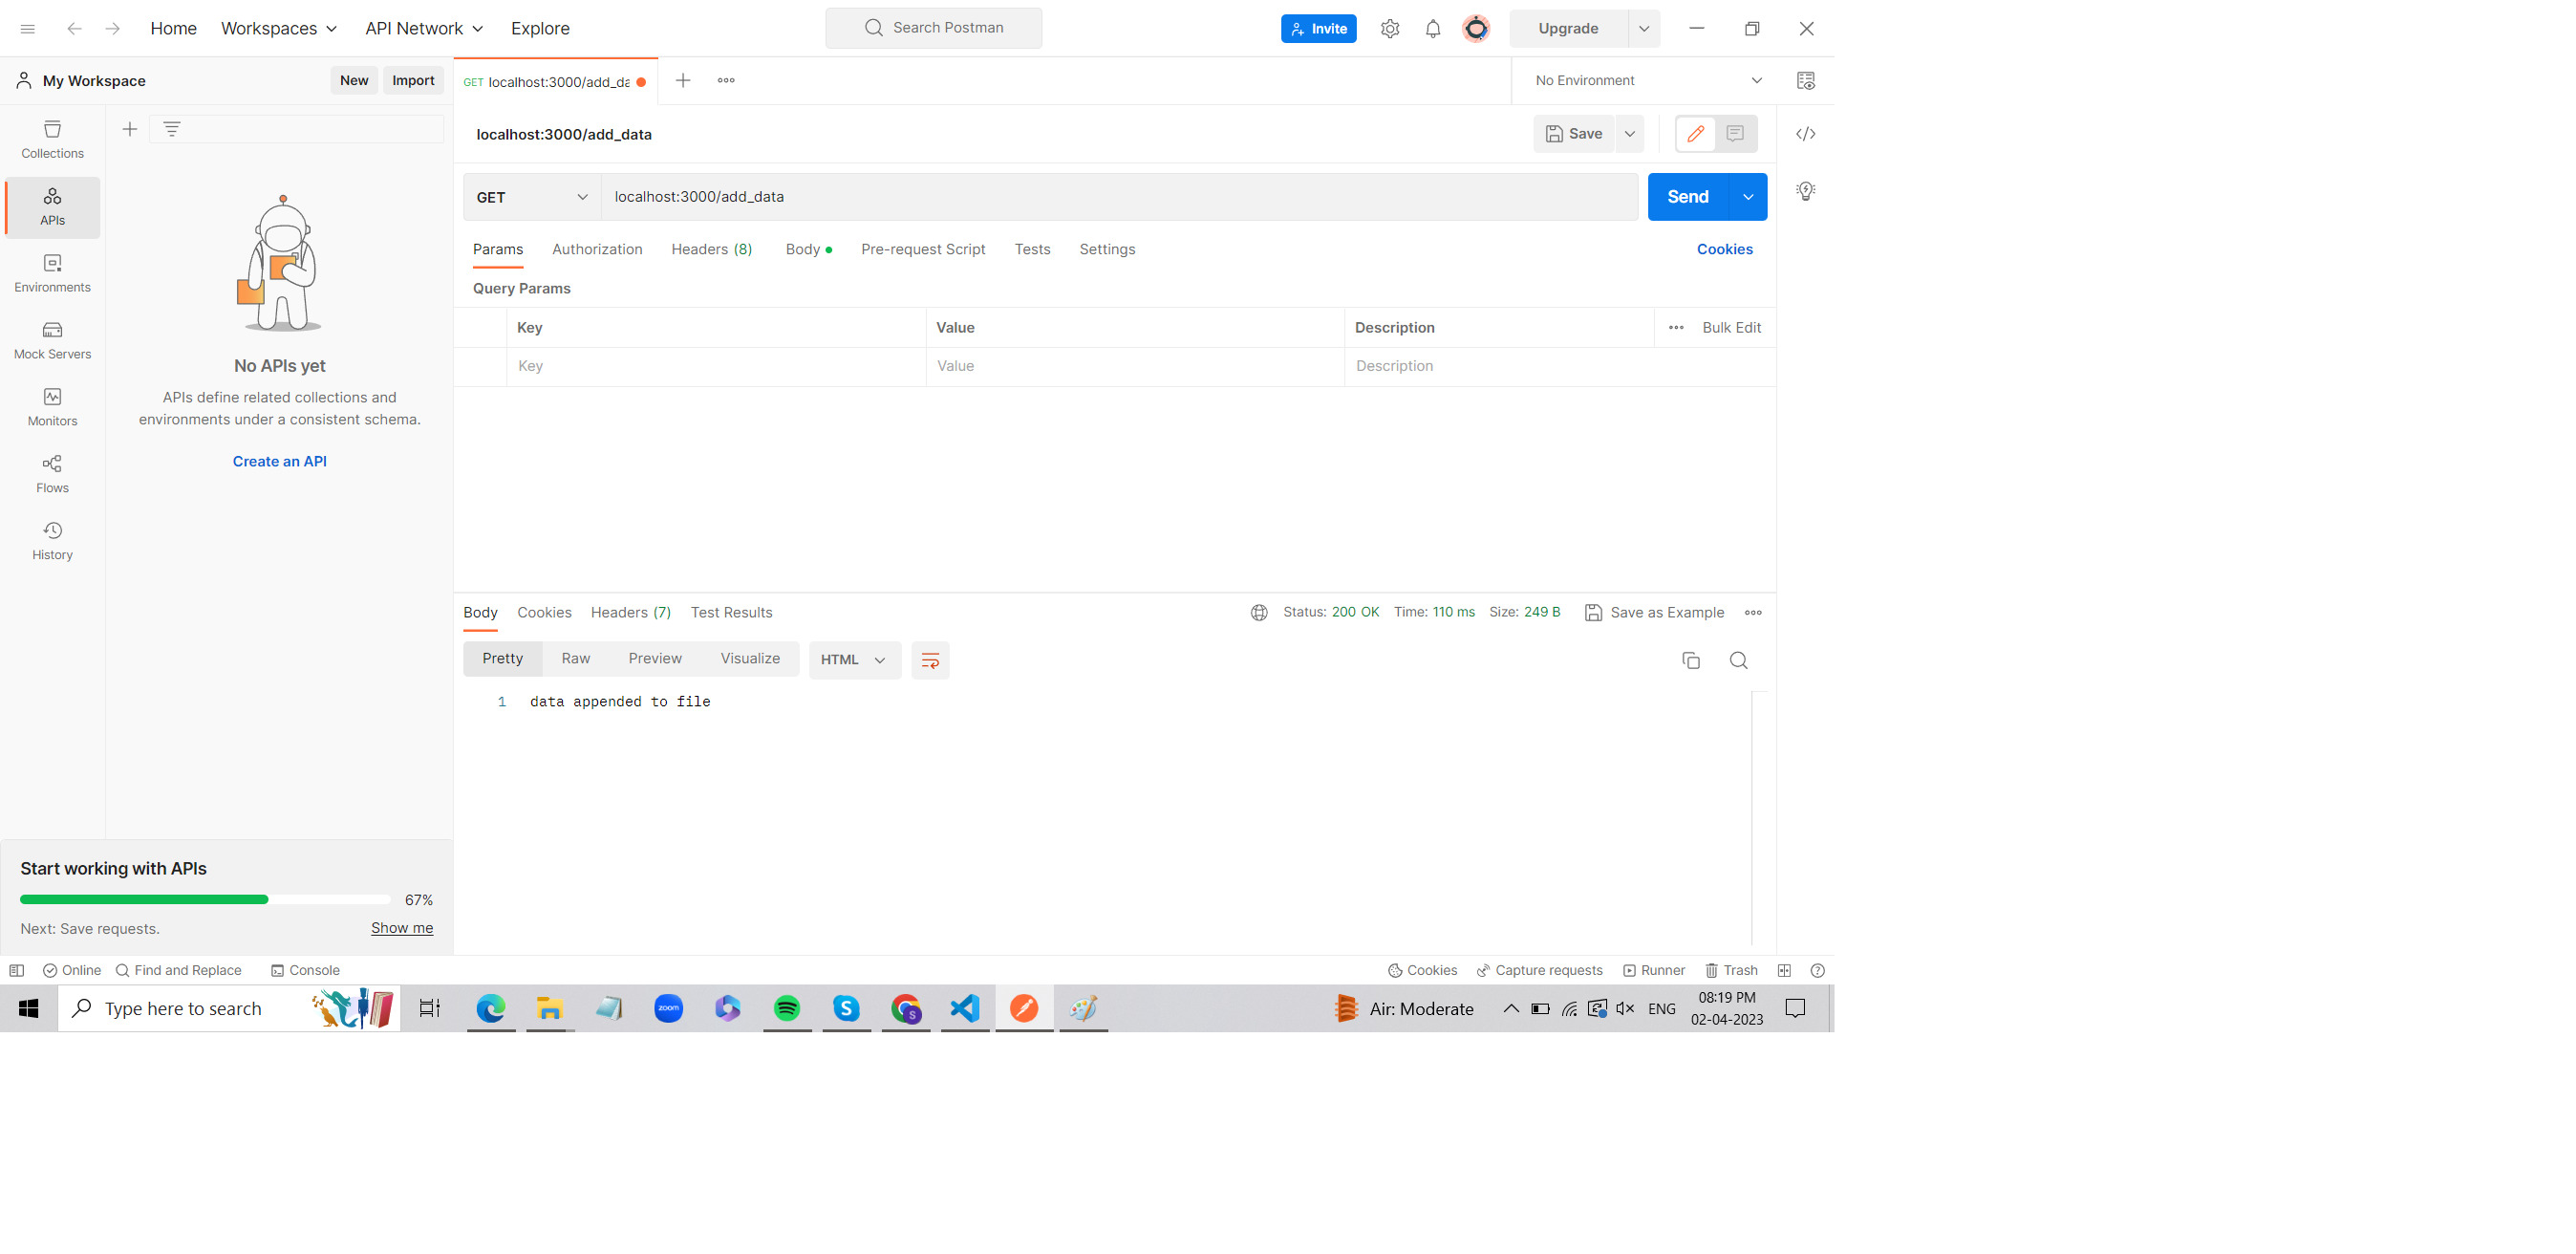 Home Workspaces API Network Explore Search Postman Invite Upgrade
My Workspace New Import GET localhost:3000/add_da No Environment
Collections
APIs
Environments
Mock Servers
Monitors
Flows
History
No APIs yet
APIs define related collections and
environments under a consistent schema.
Create an API
localhost:3000/add_data Save
GET localhost:3000/add_data Send
Params Authorization Headers (8) Body Pre-request Script Tests Settings Cookies
Query Params
Key Value Description Bulk Edit
Key Value Description
Body Cookies Headers (7) Test Results Status: 200 OK Time: 110 ms Size: 249 B Save as Example
Pretty Raw Preview Visualize HTML
1 data appended to file
Start working with APIs
67%
Next: Save requests. Show me
Online Find and Replace Console Cookies Capture requests Runner Trash
Type here to search zoom S S Air: Moderate ENG 08:19 PM
02-04-2023